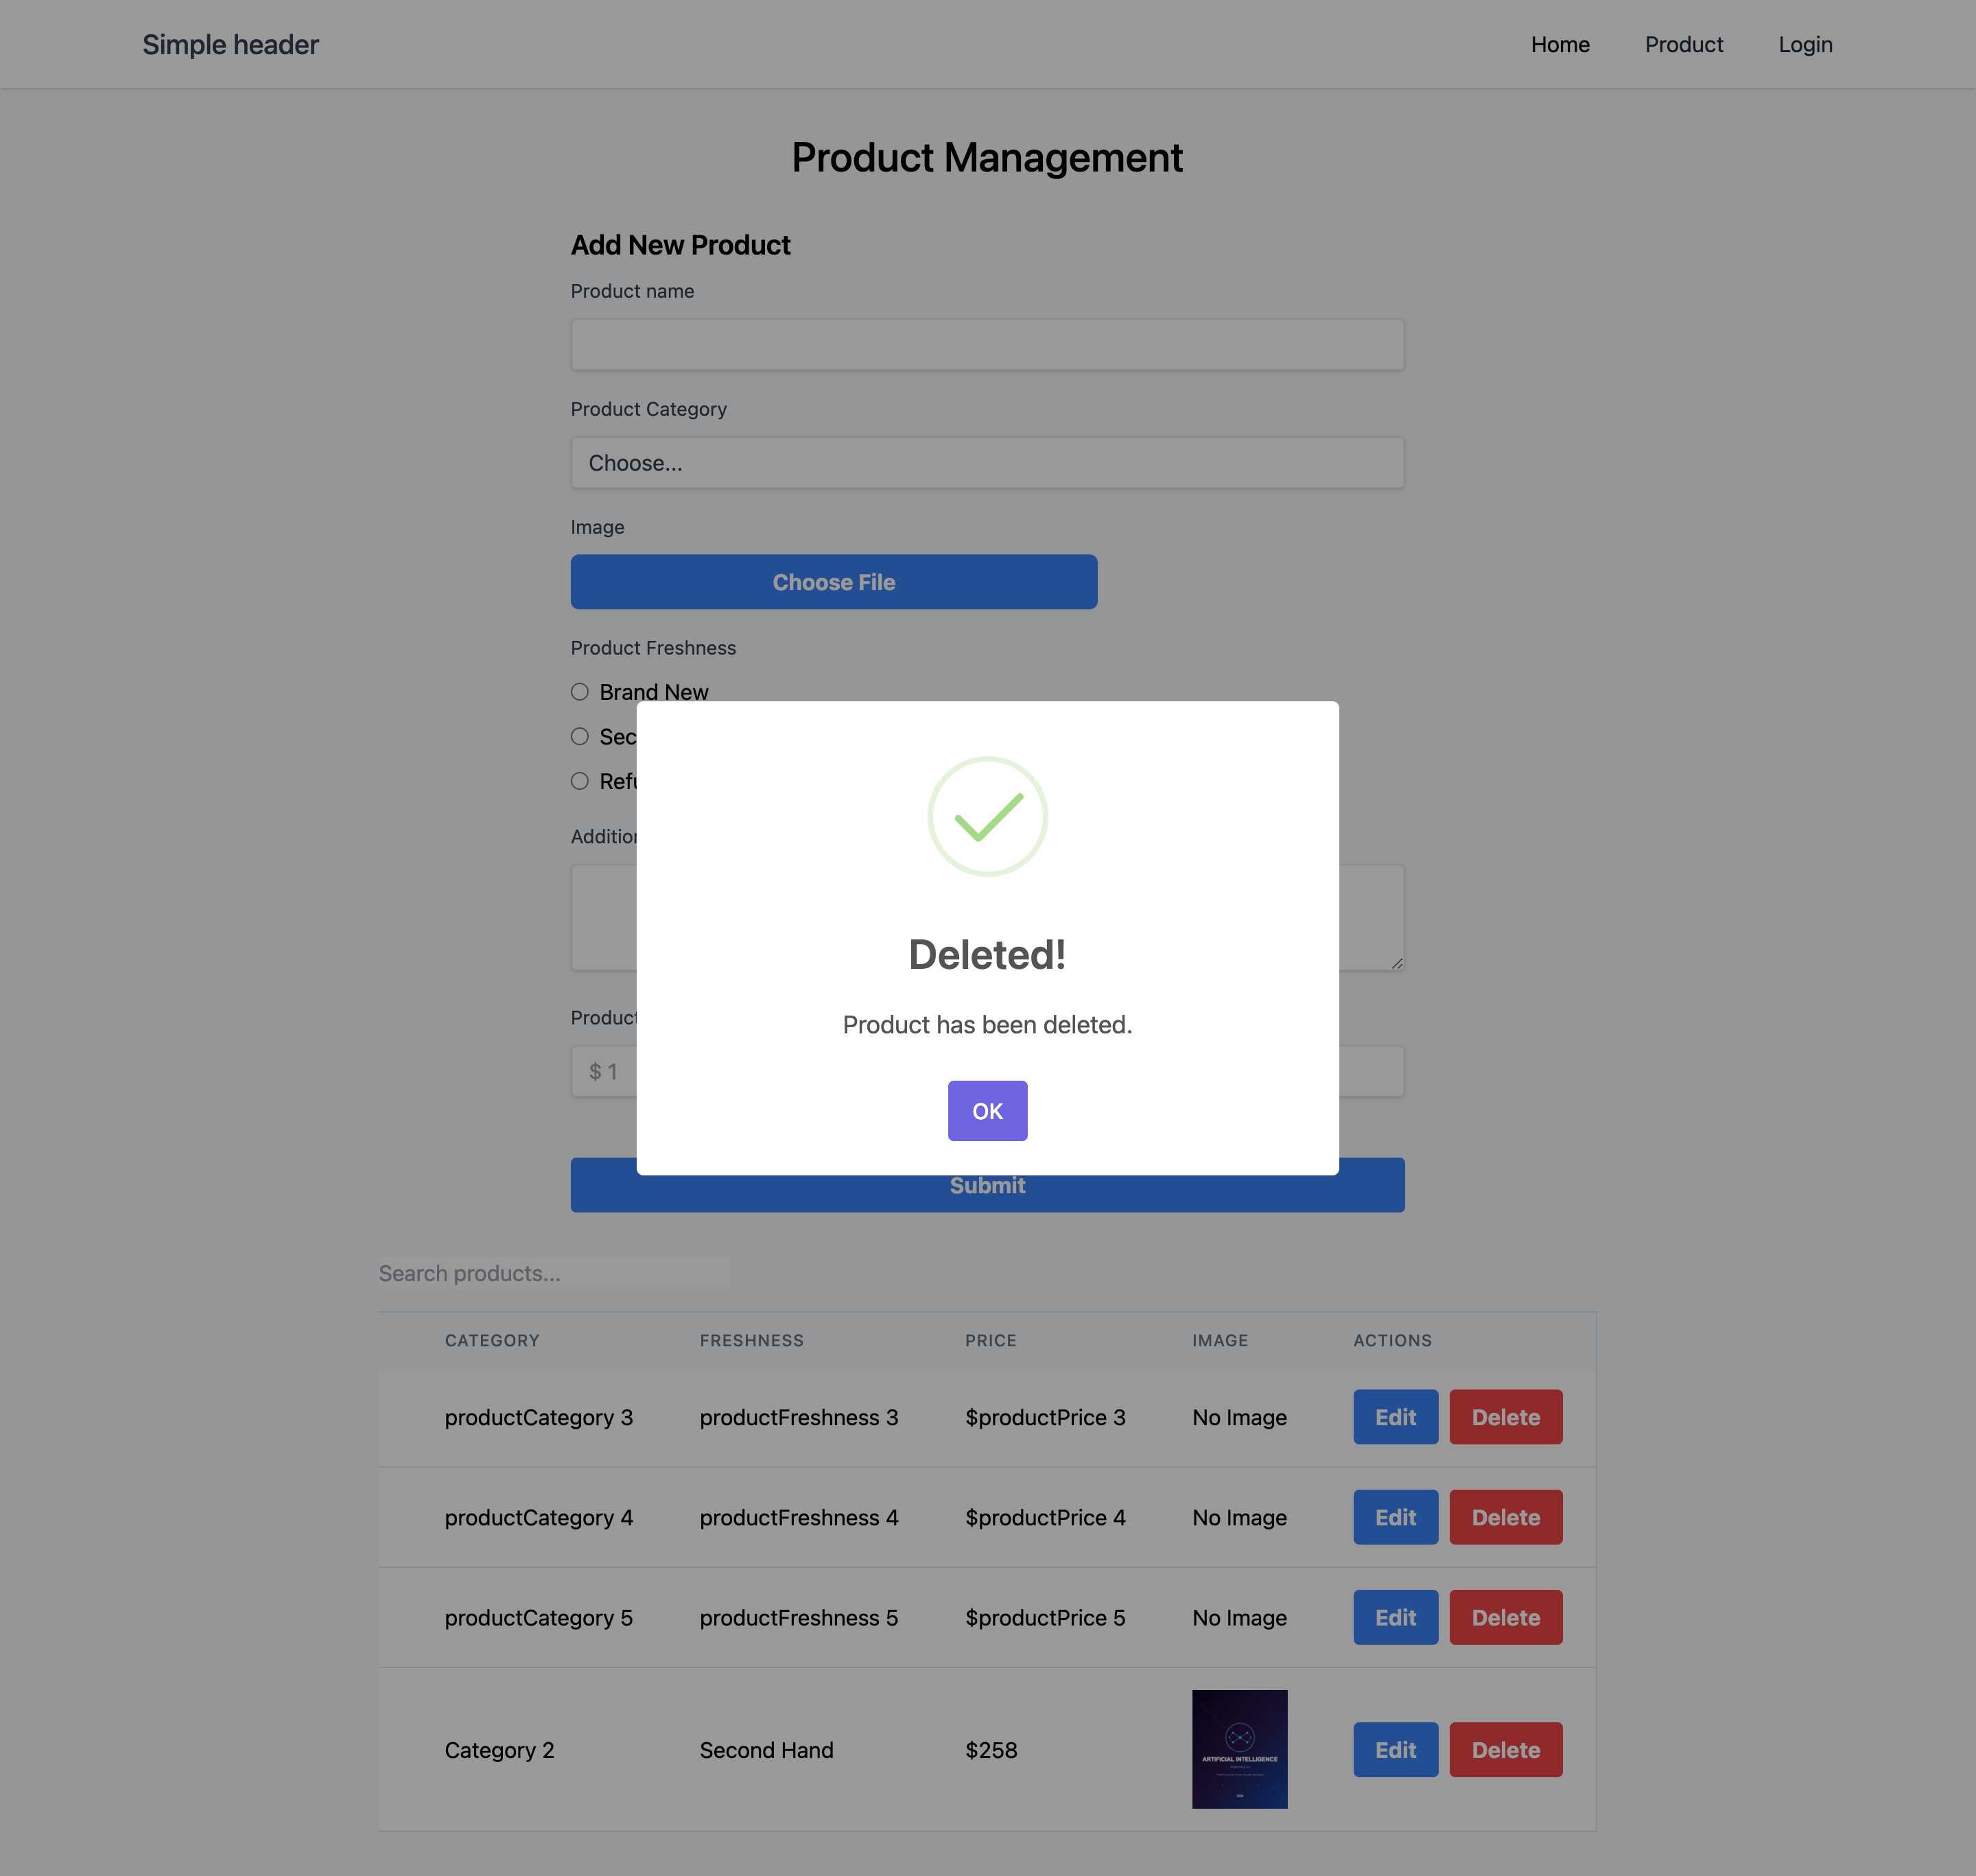 Simple header
Home
Product
Login
Product Management
Add New Product
Product name
Product Category
Choose...
Image
Choose File
Product Freshness
Brand New
Sec
Refu
Addition
Product
$ 1
Deleted!
Product has been deleted.
OK
Submit
Search products...
CATEGORY FRESHNESS PRICE IMAGE ACTIONS
productCategory 3 productFreshness 3 $productPrice 3 No Image Edit Delete
productCategory 4 productFreshness 4 $productPrice 4 No Image Edit Delete
productCategory 5 productFreshness 5 $productPrice 5 No Image Edit Delete
Category 2 Second Hand $258 Edit Delete
ARTIFICIAL INTELLIGENCE